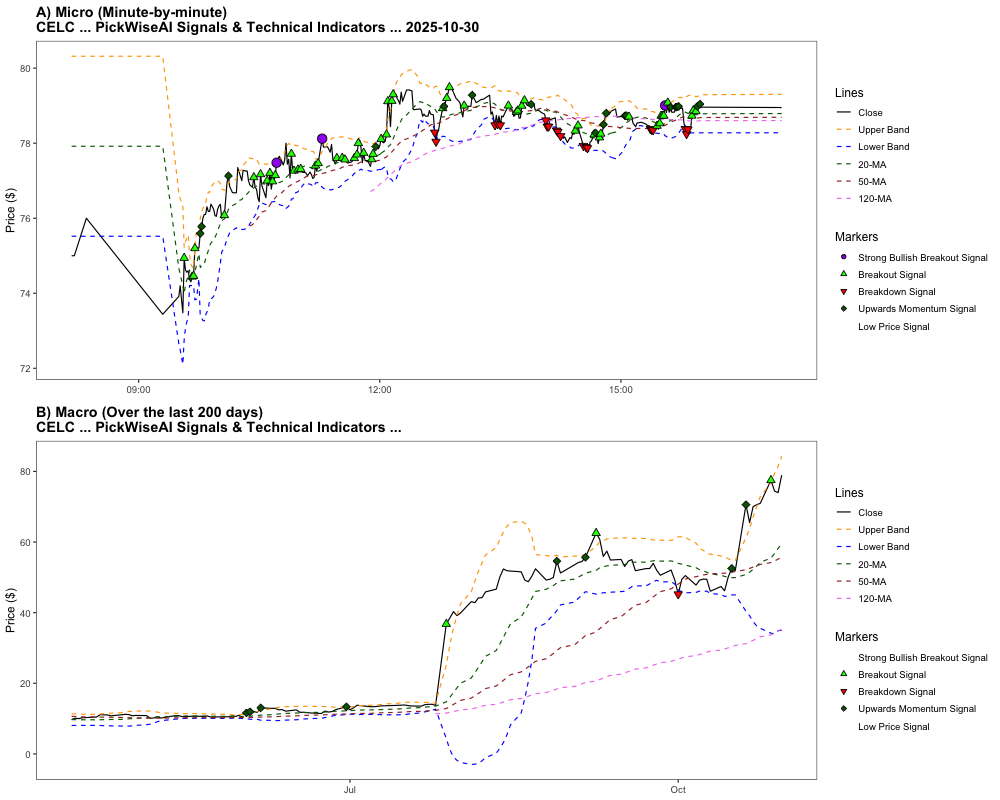 A) Micro (Minute-by-minute)
CELC ... PickWiseAI Signals & Technical Indicators ... 2025-10-30
80
78
76
74
72
Price ($)
09:00
12:00
15:00
Lines
Close
Upper Band
Lower Band
20-MA
50-MA
120-MA
Markers
Strong Bullish Breakout Signal
Breakout Signal
Breakdown Signal
Upwards Momentum Signal
Low Price Signal
B) Macro (Over the last 200 days)
CELC ... PickWiseAI Signals & Technical Indicators ...
80
60
40
20
0
Price ($)
Jul
Oct
Lines
Close
Upper Band
Lower Band
20-MA
50-MA
120-MA
Markers
Strong Bullish Breakout Signal
Breakout Signal
Breakdown Signal
Upwards Momentum Signal
Low Price Signal